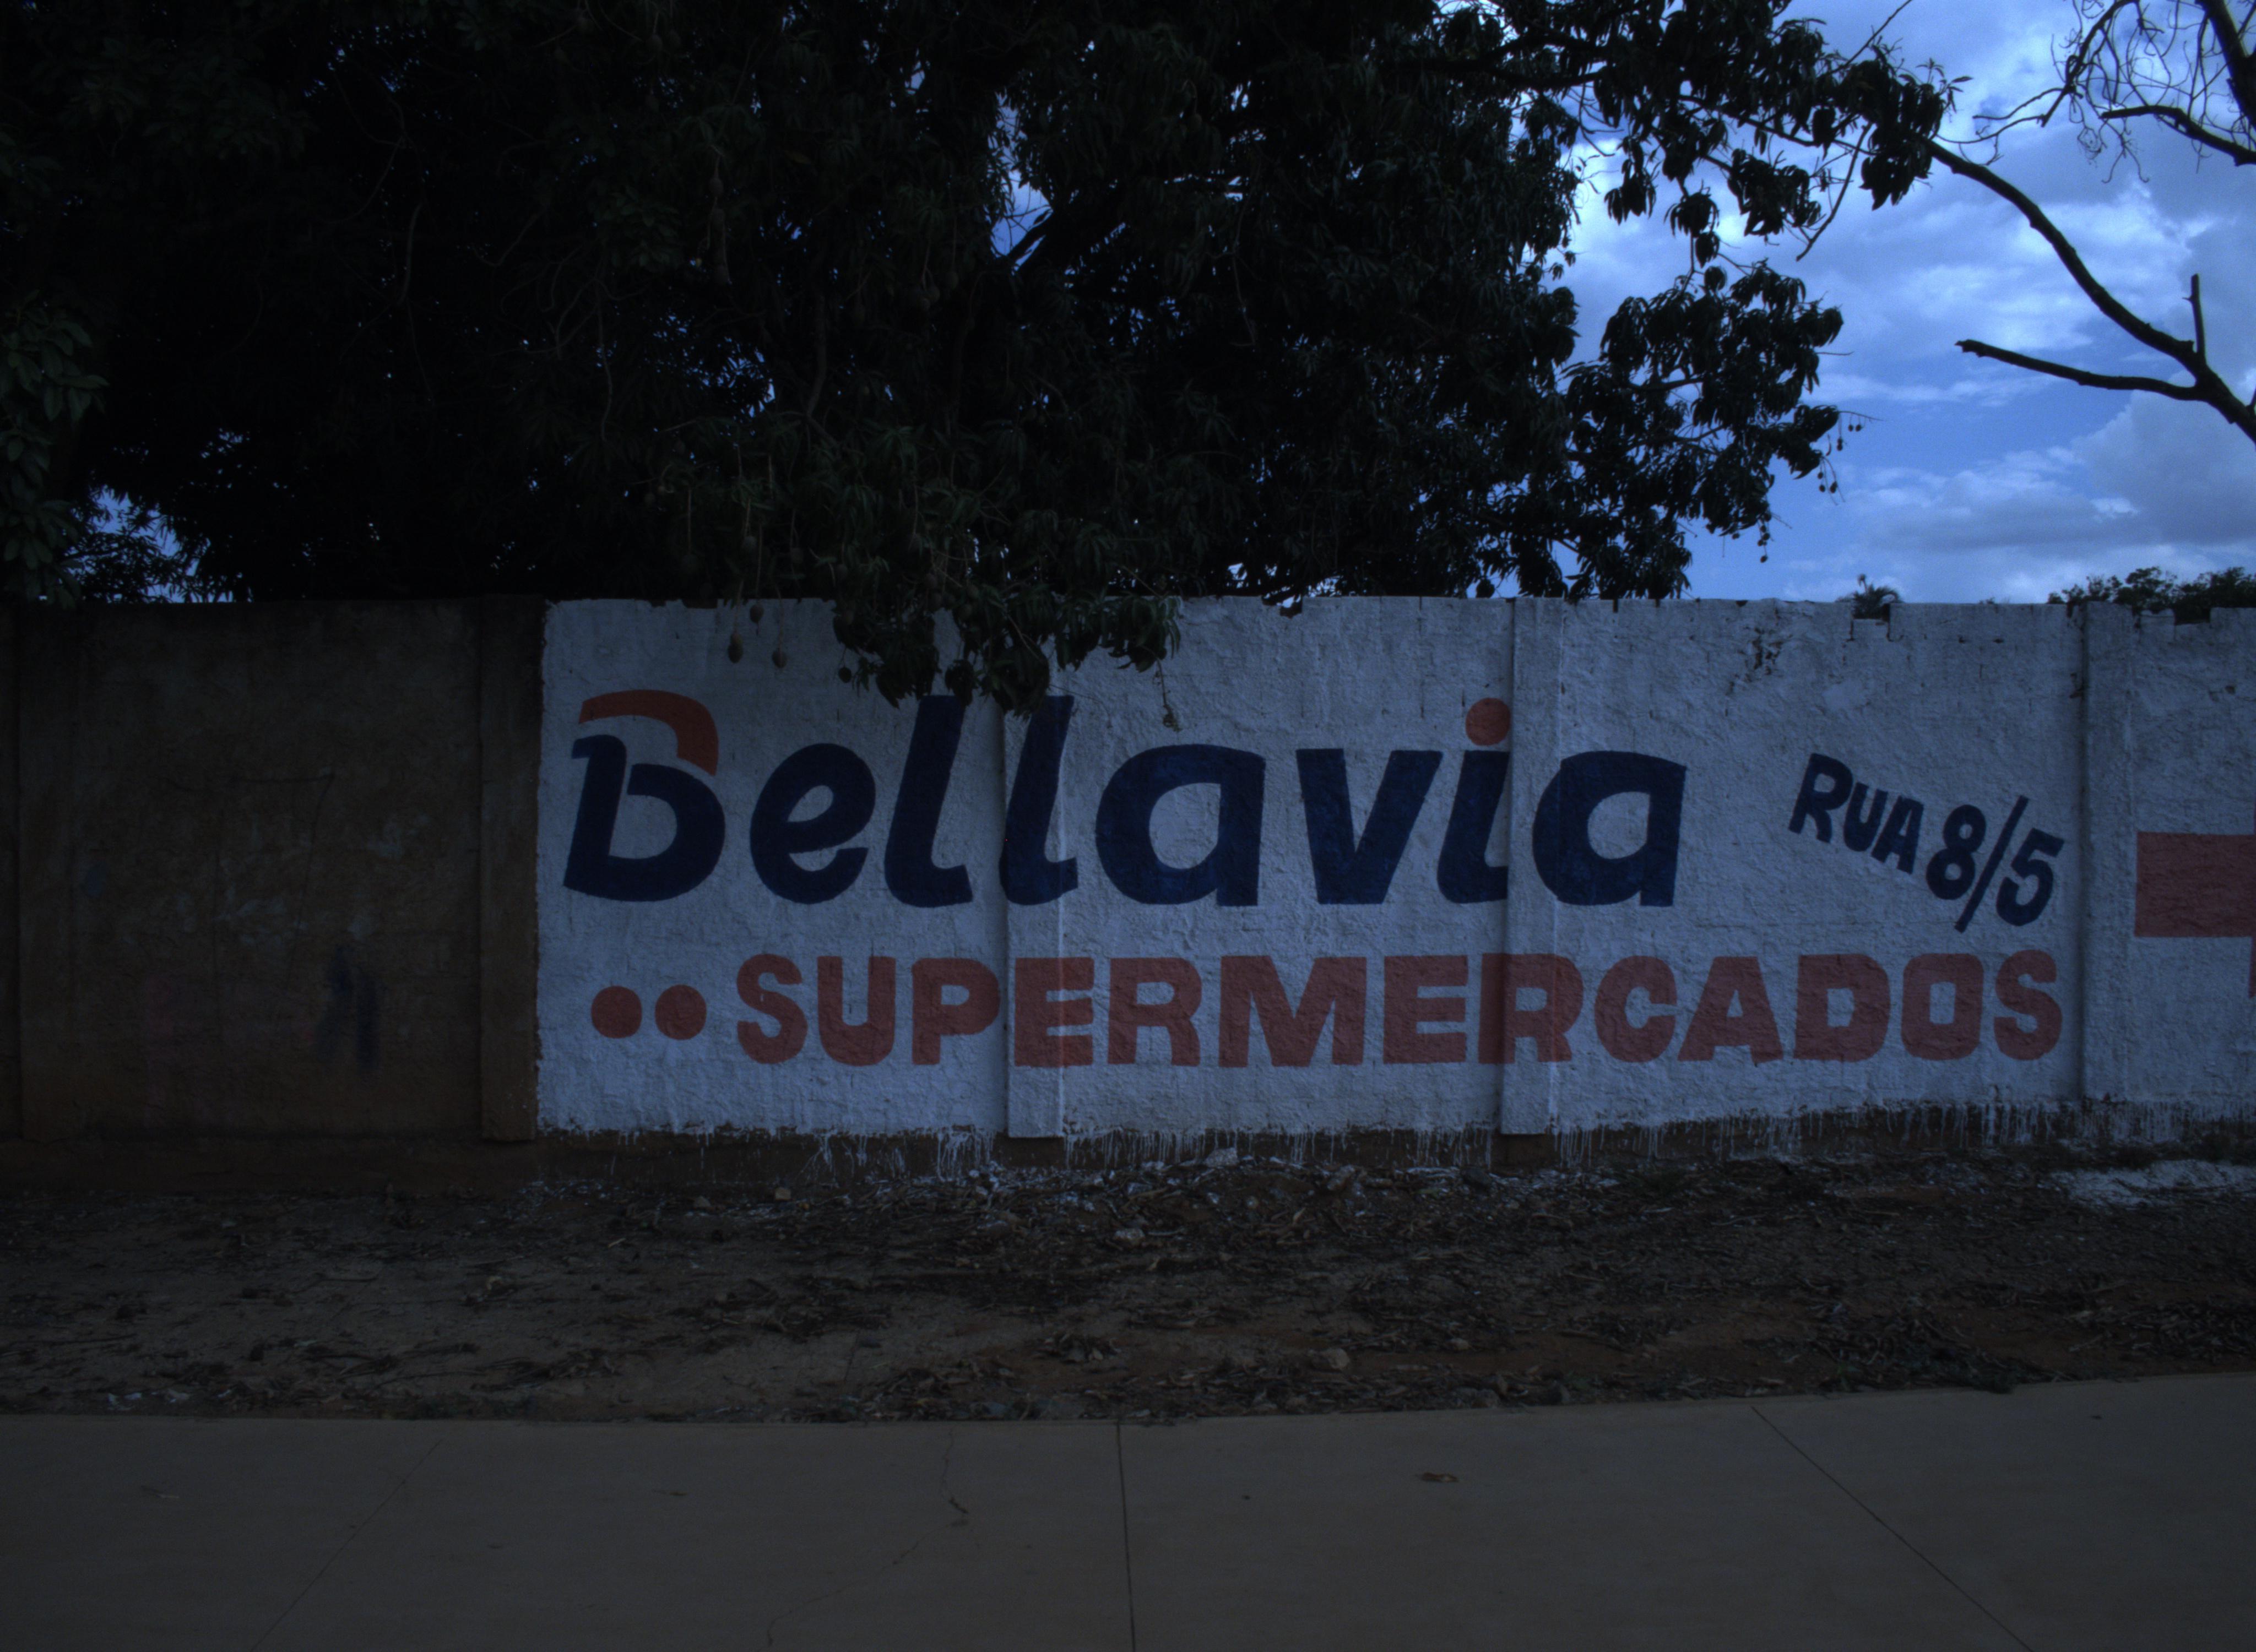 Bellavia
RUA 8/5
SUPERMERCADOS